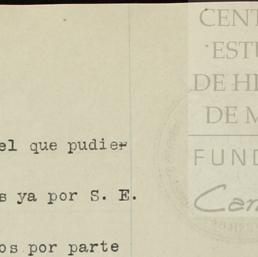 CENT
ESTU
DE HI
DE M
FUND
Car
el que pudier
s ya por S. E.
os por parte